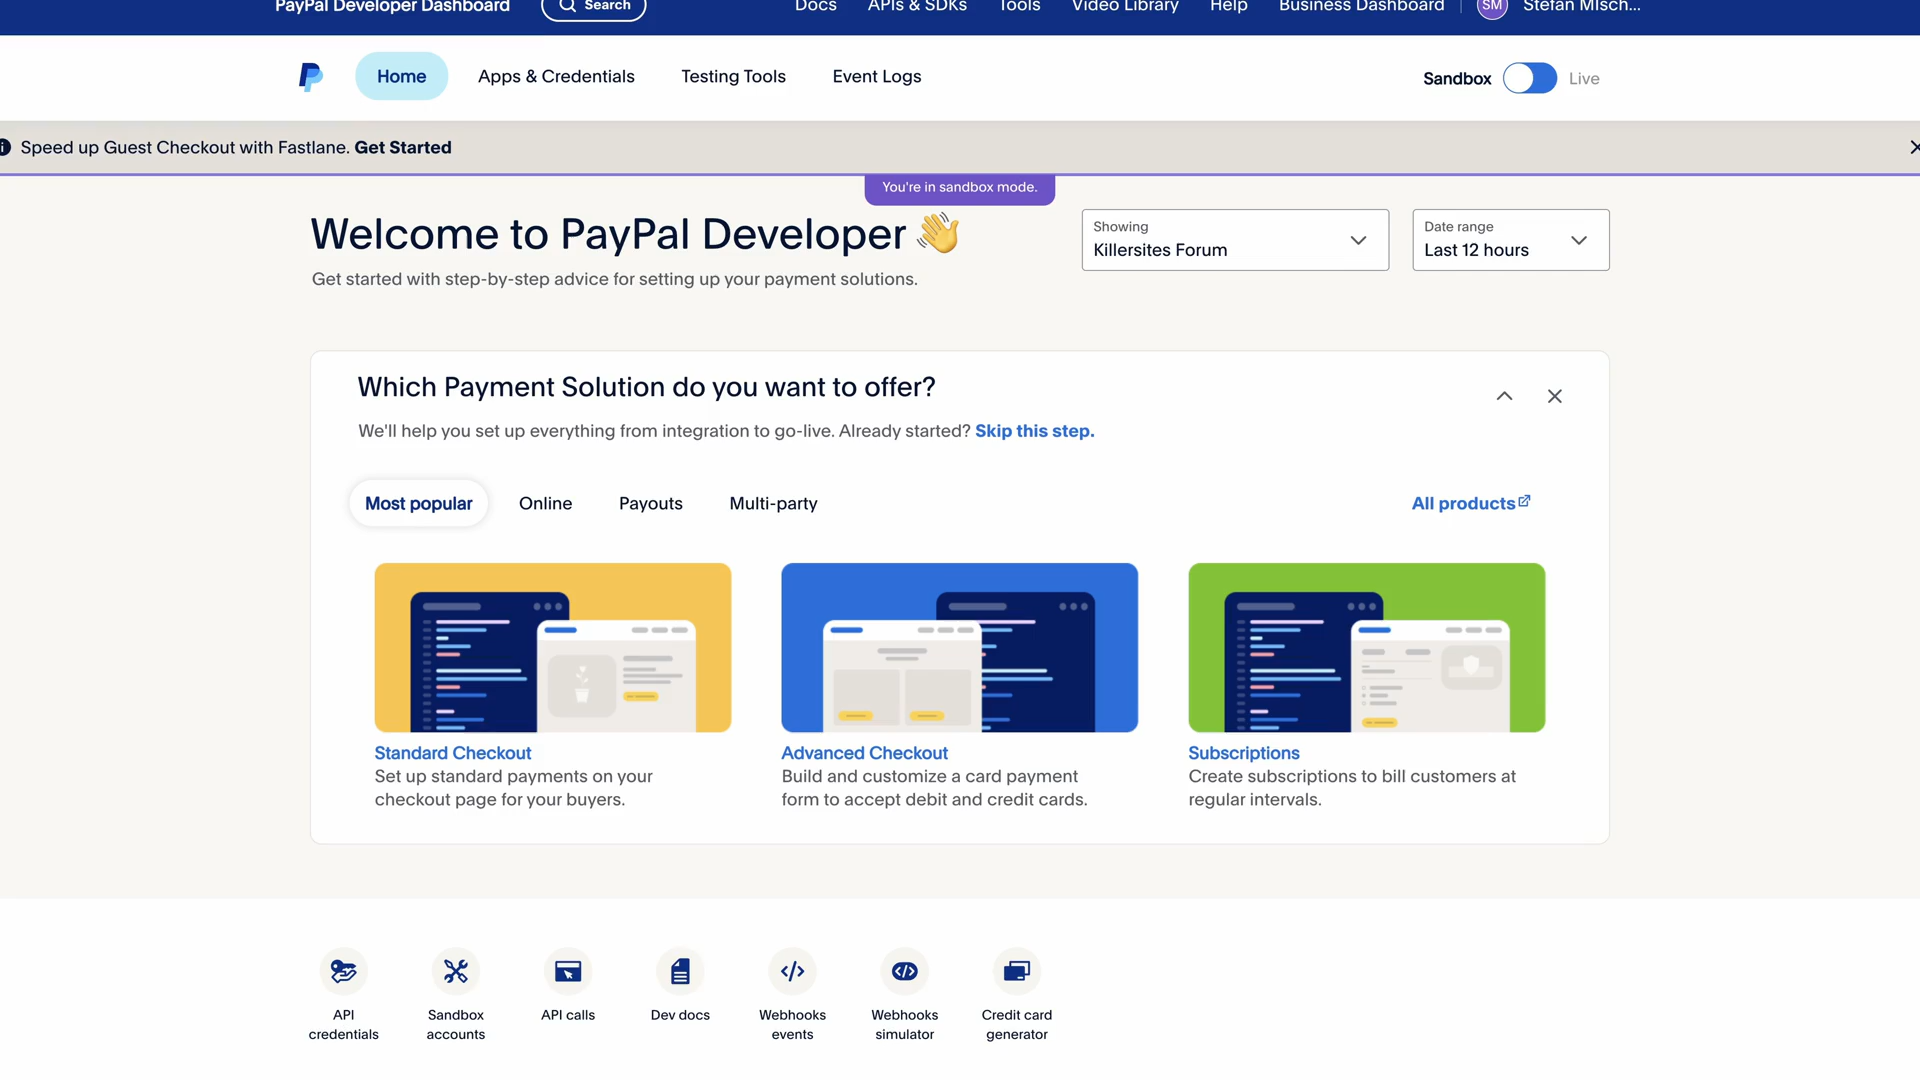 PayPal Developer Dashboard
Search
Docs
APIs & SDKs
Tools
Video Library
Help
Business Dashboard
SM
Stefan MIsch...
Home
Apps & Credentials
Testing Tools
Event Logs
Sandbox
Live
Speed up Guest Checkout with Fastlane. Get Started
You're in sandbox mode.
Welcome to PayPal Developer 👋
Get started with step-by-step advice for setting up your payment solutions.
Showing
Killersites Forum
Date range
Last 12 hours
Which Payment Solution do you want to offer?
We'll help you set up everything from integration to go-live. Already started? Skip this step.
Most popular
Online
Payouts
Multi-party
All products
Standard Checkout
Set up standard payments on your
checkout page for your buyers.
Advanced Checkout
Build and customize a card payment
form to accept debit and credit cards.
Subscriptions
Create subscriptions to bill customers at
regular intervals.
API
credentials
Sandbox
accounts
API calls
Dev docs
Webhooks
events
Webhooks
simulator
Credit card
generator